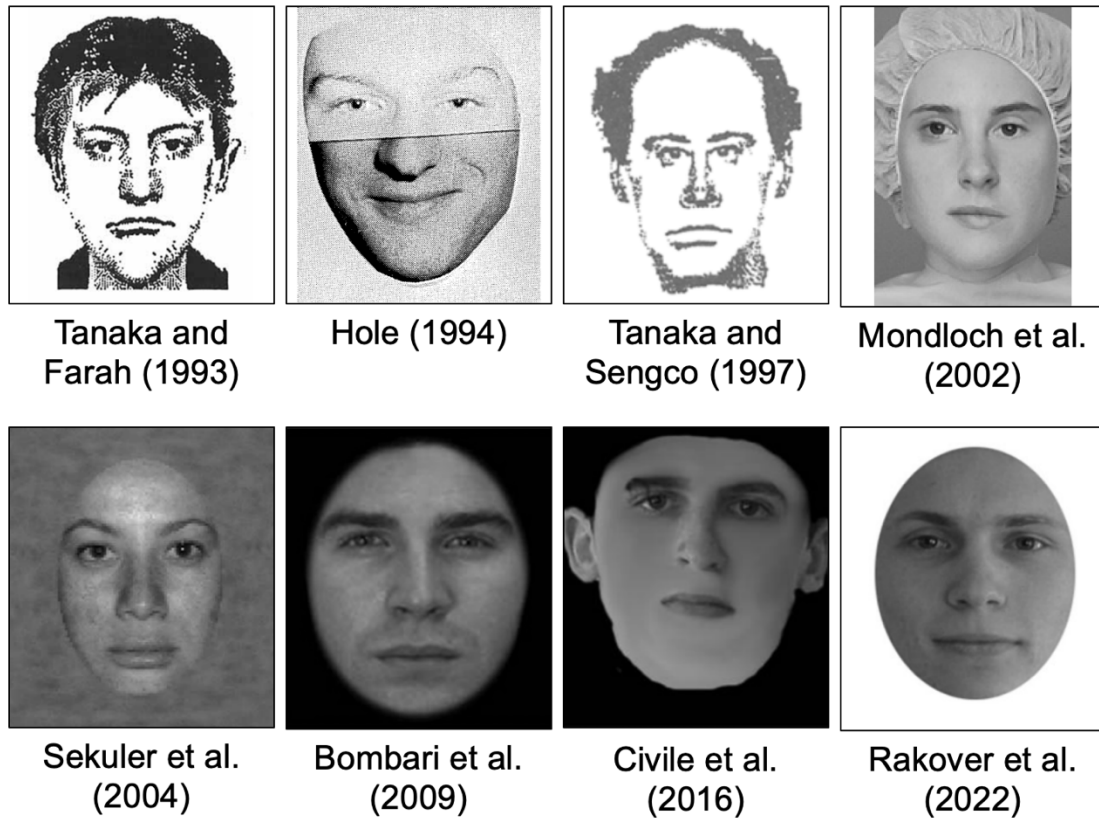 Tanaka and
Farah (1993)
Hole (1994)
Tanaka and
Sengco (1997)
Mondloch et al.
(2002)
Sekuler et al.
(2004)
Bombari et al.
(2009)
Civile et al.
(2016)
Rakover et al.
(2022)